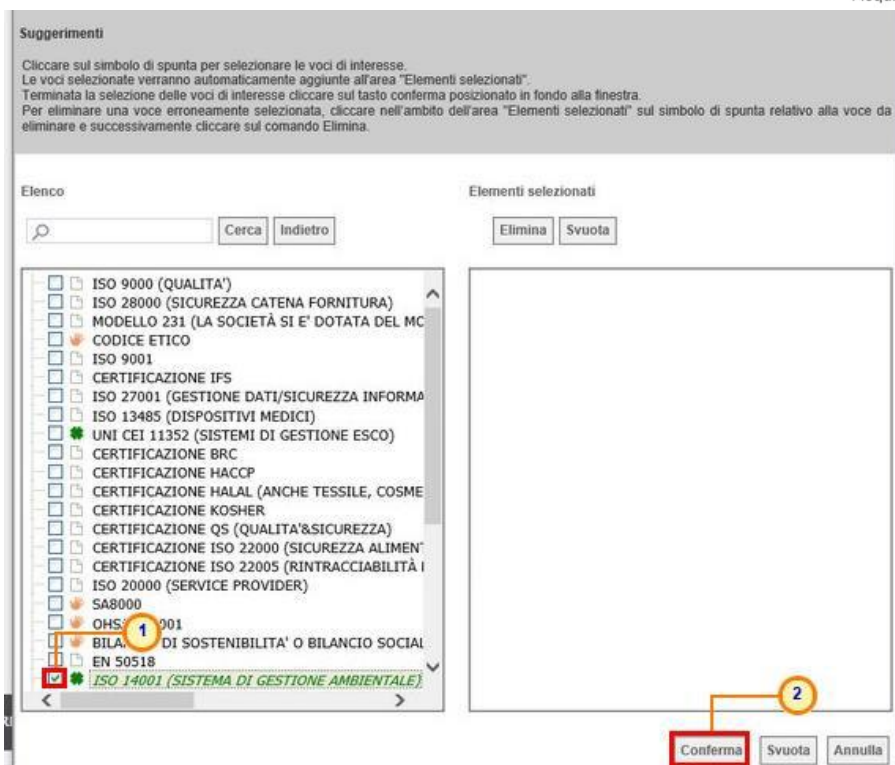 Suggerimenti
Cliccare sul simbolo di spunta per selezionare le voci di interesse.
Le voci selezionate verranno automaticamente aggiunte all'area "Elementi selezionati".
Terminata la selezione delle voci di interesse cliccare sul tasto conferma posizionato in fondo alla finestra.
Per eliminare una voce erroneamente selezionata, cliccare nell'ambito dell'area "Elementi selezionati" sul simbolo di spunta relativo alla voce da
eliminare e successivamente cliccare sul comando Elimina.
Elenco
Elementi selezionati
Cerca Indietro
Elimina Svuota
ISO 9000 (QUALITA')
ISO 28000 (SICUREZZA CATENA FORNITURA)
MODELLO 231 (LA SOCIETÀ SI E' DOTATA DEL MC
CODICE ETICO
ISO 9001
CERTIFICAZIONE IFS
ISO 27001 (GESTIONE DATI/SICUREZZA INFORMA
ISO 13485 (DISPOSITIVI MEDICI)
UNI CEI 11352 (SISTEMI DI GESTIONE ESCO)
CERTIFICAZIONE BRC
CERTIFICAZIONE HACCP
CERTIFICAZIONE HALAL (ANCHE TESSILE, COSME
CERTIFICAZIONE KOSHER
CERTIFICAZIONE QS (QUALITA'&SICUREZZA)
CERTIFICAZIONE ISO 22000 (SICUREZZA ALIMEN
CERTIFICAZIONE ISO 22005 (RINTRACCIABILITÀ
ISO 20000 (SERVICE PROVIDER)
SA8000
OHS 001
1
BILA DI SOSTENIBILITA' O BILANCIO SOCIAL
EN 50518
ISO 14001 (SISTEMA DI GESTIONE AMBIENTALE)
2
Conferma Svuota Annulla